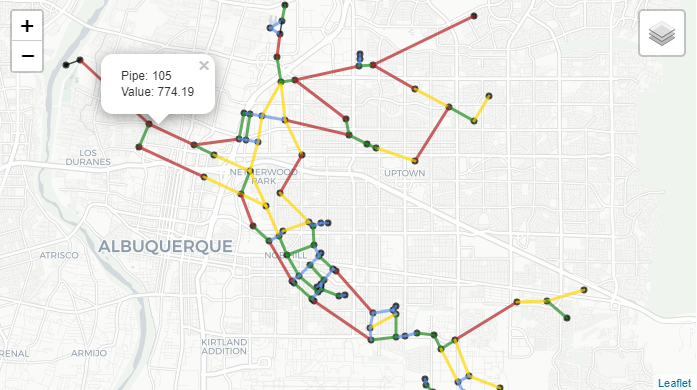 +
−
×
Pipe: 105
Value: 774.19
LOS
DURANES
NETHERWOOD
PARK
UPTOWN
ALBUQUERQUE
ATRISCO
NOB HILL
KIRTLAND
ADDITION
RENAL
ARMIJO
Leaflet